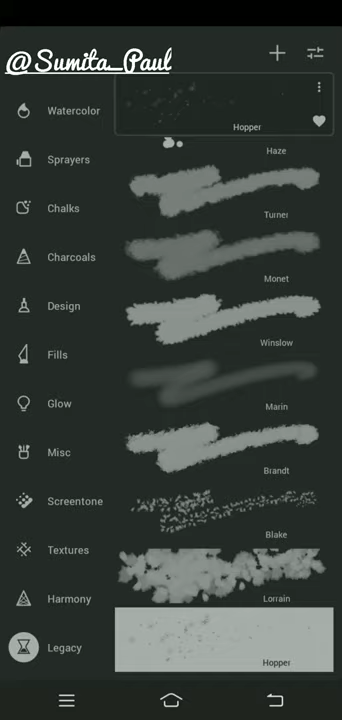 @Sumita_Paul
Watercolor
Hopper
Haze
Sprayers
Turner
Chalks
Charcoals
Monet
Design
Winslow
Fills
Glow
Marin
Misc
Brandt
Screentone
Blake
Textures
Harmony
Lorrain
Legacy
Hopper